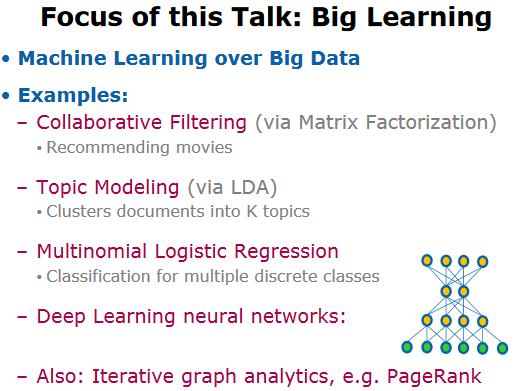 Focus of this Talk: Big Learning
• Machine Learning over Big Data
• Examples:
– Collaborative Filtering (via Matrix Factorization)
• Recommending movies
– Topic Modeling (via LDA)
• Clusters documents into K topics
– Multinomial Logistic Regression
• Classification for multiple discrete classes
– Deep Learning neural networks:
– Also: Iterative graph analytics, e.g. PageRank